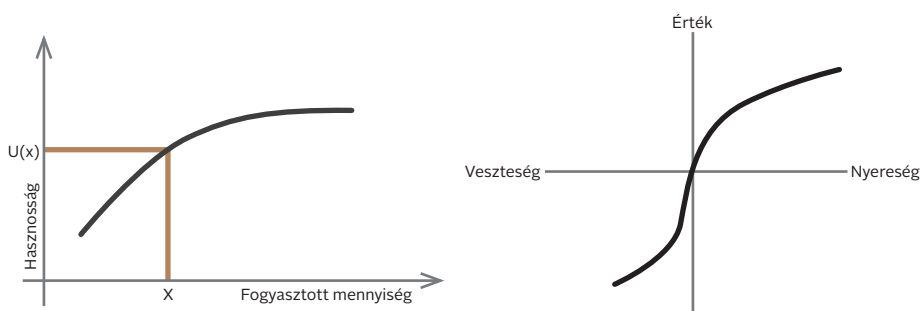 U(x)
Hasznosság
X
Fogyasztott mennyiség
Érték
Veszteség
Nyereség